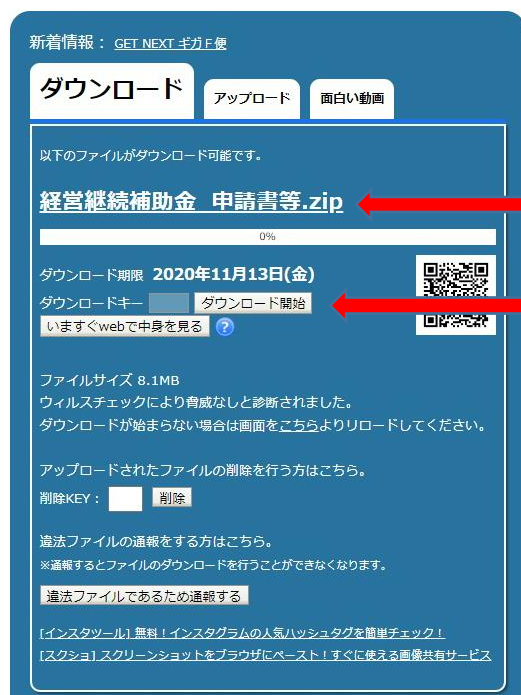 新着情報： GET NEXT ギガF便
ダウンロード アップロード 面白い動画
以下のファイルがダウンロード可能です。
経営継続補助金 申請書等.zip
0%
ダウンロード期限 2020年11月13日(金)
ダウンロードキー ダウンロード開始
いますぐwebで中身を見る ?
ファイルサイズ 8.1MB
ウィルスチェックにより脅威なしと診断されました。
ダウンロードが始まらない場合は画面をこちらよりリロードしてください。
アップロードされたファイルの削除を行う方はこちら。
削除KEY： 削除
違法ファイルの通報をする方はこちら。
※通報するとファイルのダウンロードを行うことができなくなります。
違法ファイルであるため通報する
[インスタツール] 無料！インスタグラムの人気ハッシュタグを簡単チェック！
[スクショ] スクリーンショットをブラウザにペースト！すぐに使える画像共有サービス